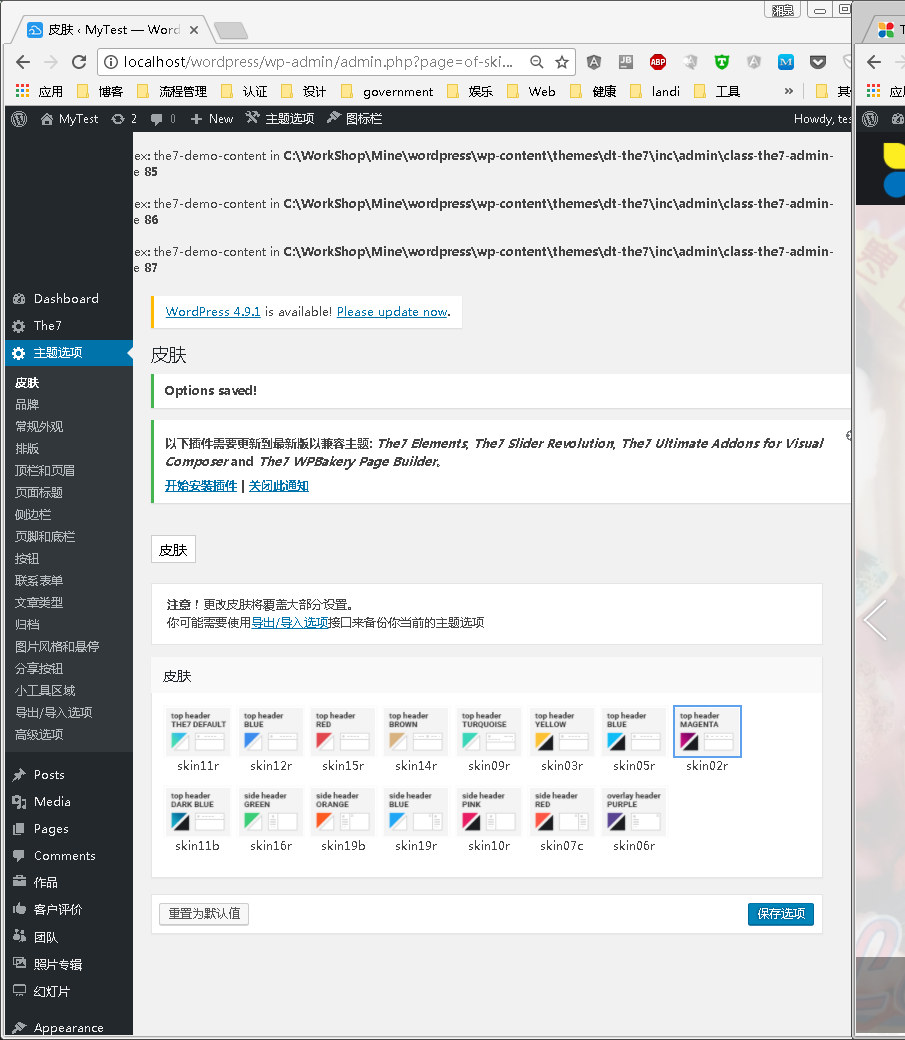 消息
皮肤 ‹ MyTest — Word
localhost/wordpress/wp-admin/admin.php?page=of-ski...
应用 博客 流程管理 认证 设计 government 娱乐 Web 健康 landi 工具
MyTest 2 0 New 主题选项 图标栏 Howdy, tes
ex: the7-demo-content in C:\WorkShop\Mine\wordpress\wp-content\themes\dt-the7\inc\admin\class-the7-admin-
e 85
ex: the7-demo-content in C:\WorkShop\Mine\wordpress\wp-content\themes\dt-the7\inc\admin\class-the7-admin-
e 86
ex: the7-demo-content in C:\WorkShop\Mine\wordpress\wp-content\themes\dt-the7\inc\admin\class-the7-admin-
e 87
Dashboard
The7
主题选项
皮肤
品牌
常规外观
排版
顶栏和页眉
页面标题
侧边栏
页脚和底栏
按钮
联系表单
文章类型
归档
图片风格和悬停
分享按钮
小工具区域
导出/导入选项
高级选项
Posts
Media
Pages
Comments
作品
客户评价
团队
照片专辑
幻灯片
Appearance
WordPress 4.9.1 is available! Please update now.
皮肤
Options saved!
以下插件需要更新到最新版以兼容主题: The7 Elements, The7 Slider Revolution, The7 Ultimate Addons for Visual
Composer and The7 WPBakery Page Builder。
开始安装插件 | 关闭此通知
皮肤
注意！更改皮肤将覆盖大部分设置。
你可能需要使用导出/导入选项接口来备份你当前的主题选项
皮肤
top header top header top header top header top header top header top header top header
THE7 DEFAULT BLUE RED BROWN TURQUOISE YELLOW BLUE MAGENTA
skin11r skin12r skin15r skin14r skin09r skin03r skin05r skin02r
top header side header side header side header side header side header overlay header
DARK BLUE GREEN ORANGE BLUE PINK RED PURPLE
skin11b skin16r skin19b skin19r skin10r skin07c skin06r
重置为默认值 保存选项